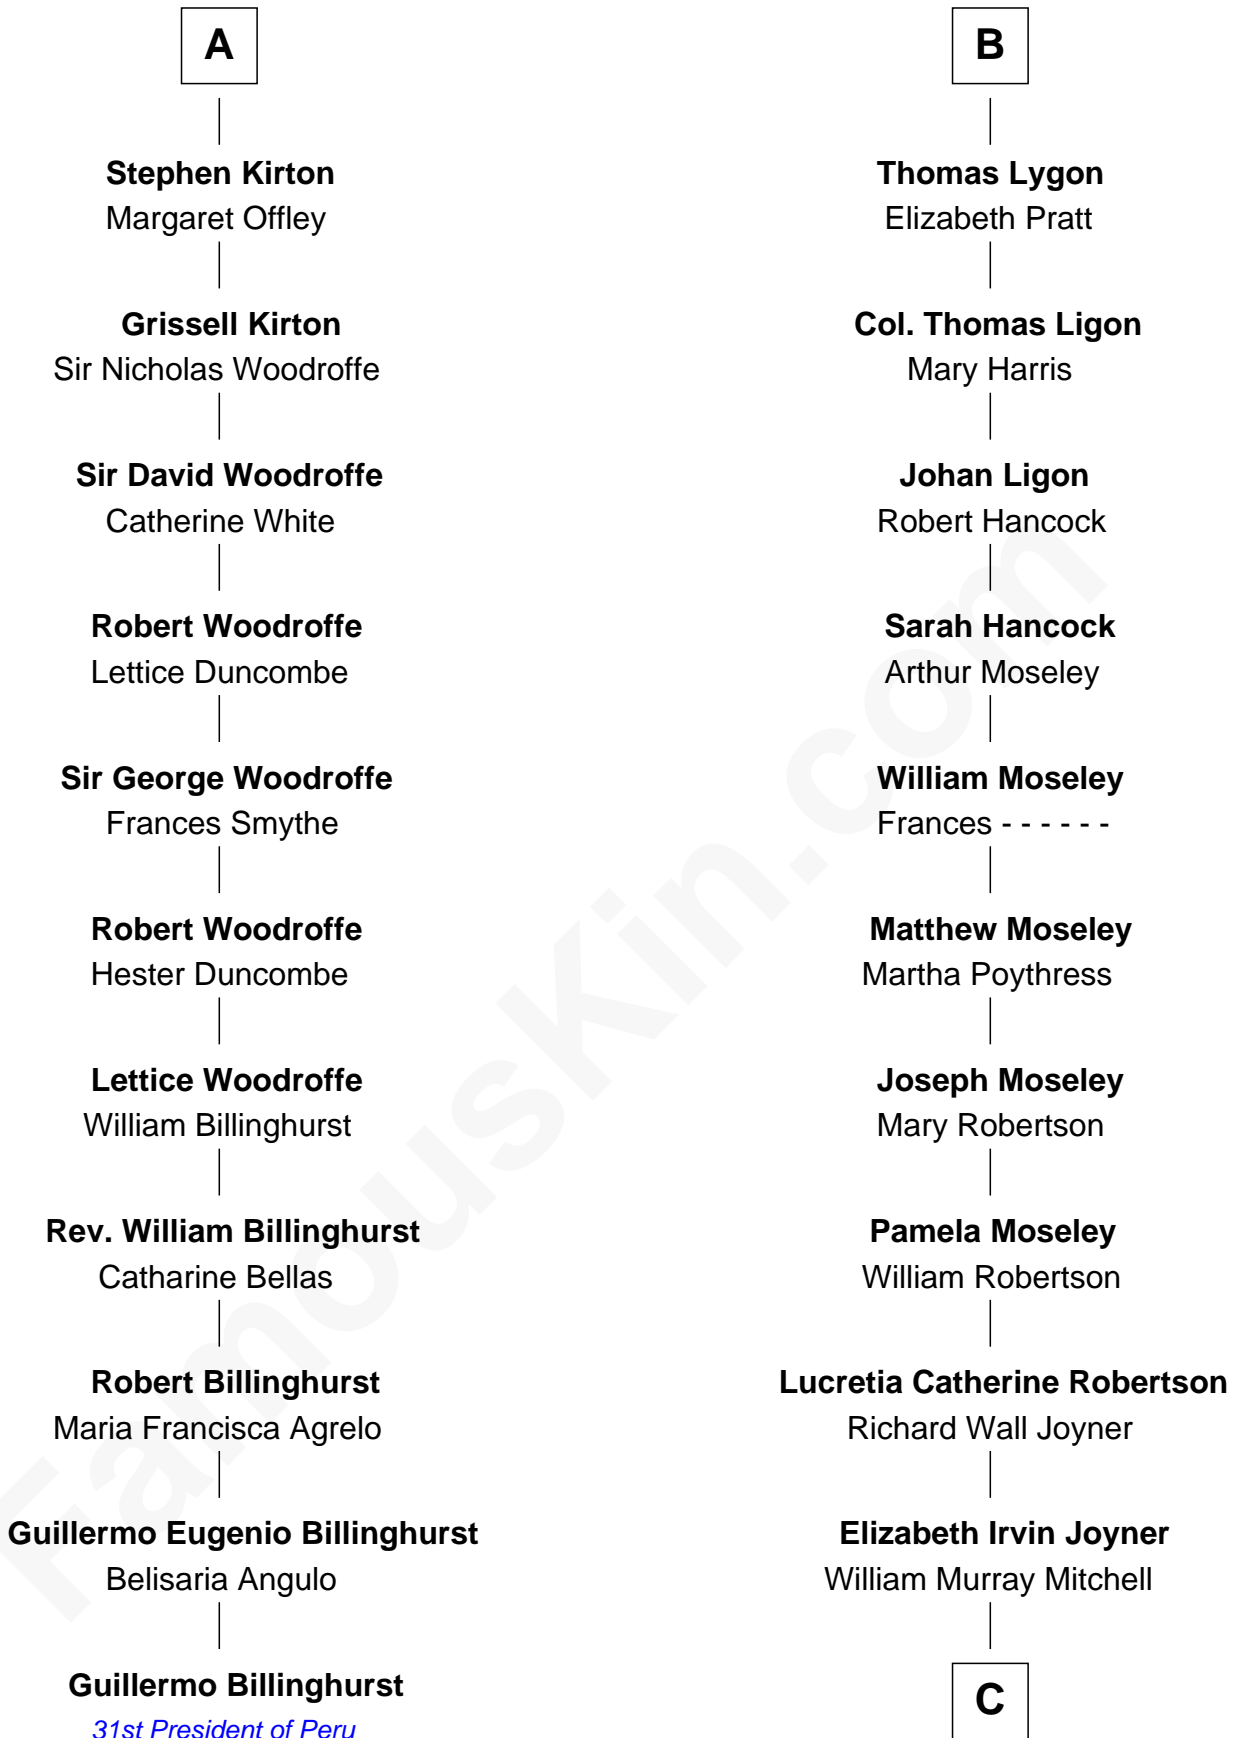 A
Stephen Kirton
Margaret Offley
Grissell Kirton
Sir Nicholas Woodroffe
Sir David Woodroffe
Catherine White
Robert Woodroffe
Lettice Duncombe
Sir George Woodroffe
Frances Smythe
Robert Woodroffe
Hester Duncombe
Lettice Woodroffe
William Billinghurst
Rev. William Billinghurst
Catharine Bellas
Robert Billinghurst
Maria Francisca Agrelo
Guillermo Eugenio Billinghurst
Belisaria Angulo
Guillermo Billinghurst
31st President of Peru
B
Thomas Lygon
Elizabeth Pratt
Col. Thomas Ligon
Mary Harris
Johan Ligon
Robert Hancock
Sarah Hancock
Arthur Moseley
William Moseley
Frances - - - - - -
Matthew Moseley
Martha Poythress
Joseph Moseley
Mary Robertson
Pamela Moseley
William Robertson
Lucretia Catherine Robertson
Richard Wall Joyner
Elizabeth Irvin Joyner
William Murray Mitchell
C
FamousKin.com